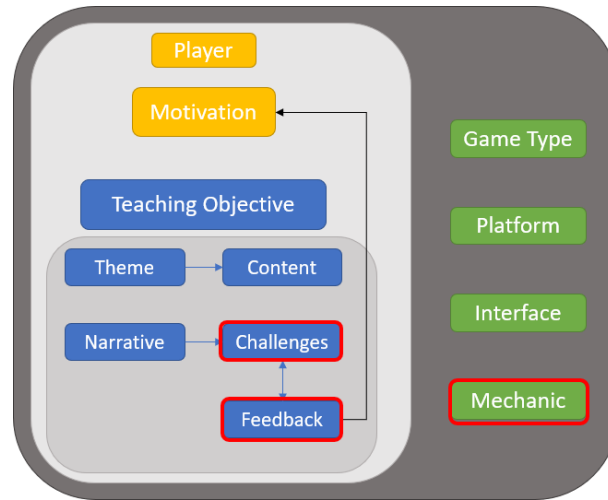 Player
Motivation
Teaching Objective
Theme
Content
Narrative
Challenges
Feedback
Game Type
Platform
Interface
Mechanic